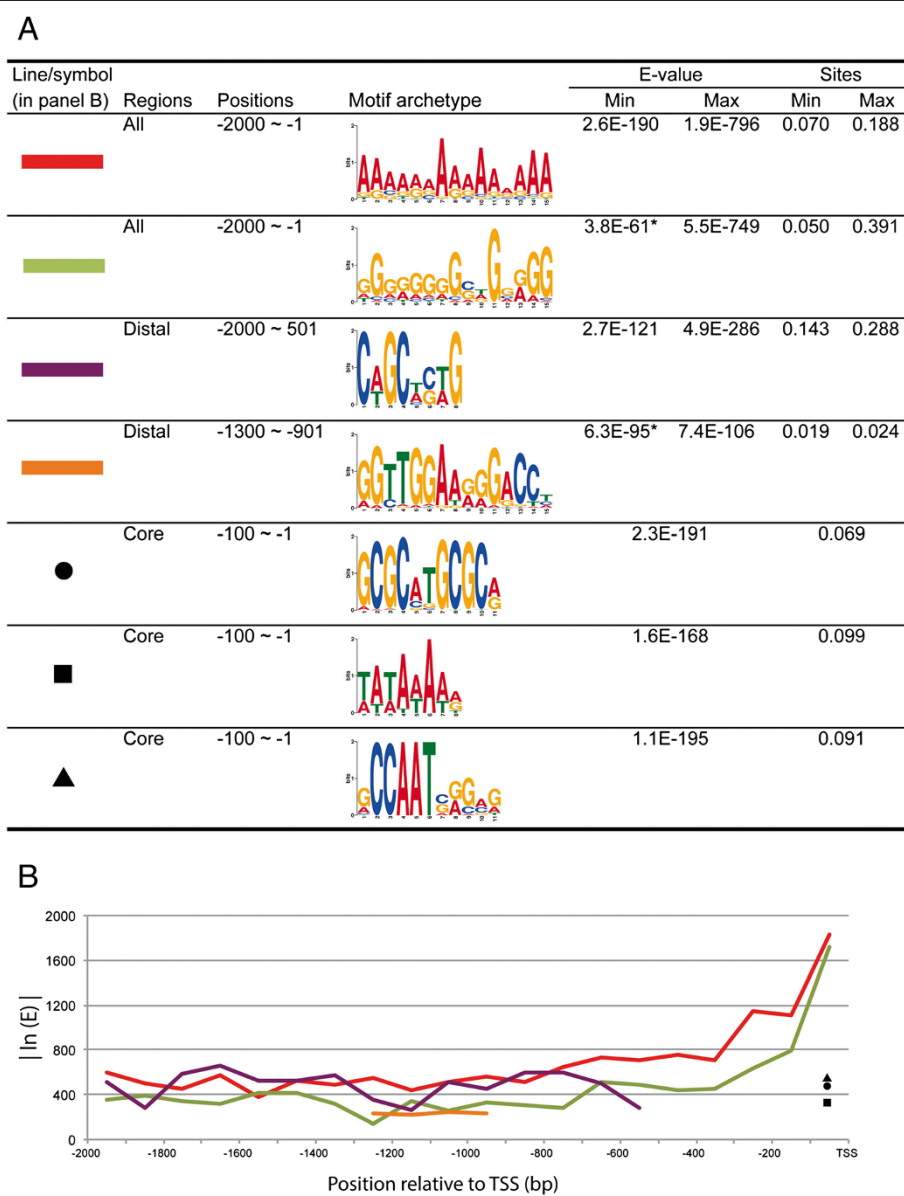 A
Line/symbol E-value Sites
(in panel B) Regions Positions Motif archetype Min Max Min Max
All -2000 ~ -1 2.6E-190 1.9E-796 0.070 0.188
All -2000 ~ -1 3.8E-61* 5.5E-749 0.050 0.391
Distal -2000 ~ 501 2.7E-121 4.9E-286 0.143 0.288
Distal -1300 ~ -901 6.3E-95* 7.4E-106 0.019 0.024
Core -100 ~ -1 2.3E-191 0.069
Core -100 ~ -1 1.6E-168 0.099
Core -100 ~ -1 1.1E-195 0.091
B
| ln (E) |
2000
1600
1200
800
400
0
-2000 -1800 -1600 -1400 -1200 -1000 -800 -600 -400 -200 TSS
Position relative to TSS (bp)